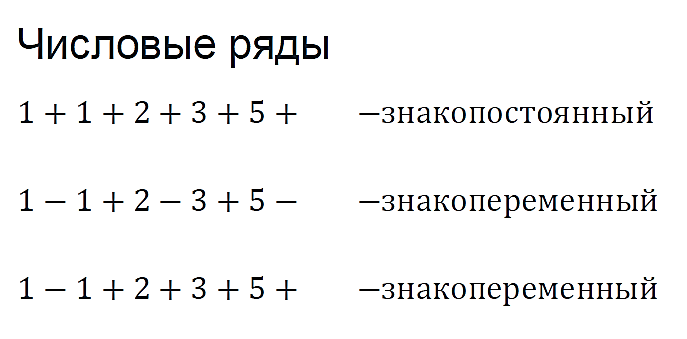 Числовые ряды
1 + 1 + 2 + 3 + 5 + −знакопостоянный
1 − 1 + 2 − 3 + 5 − −знакопеременный
1 − 1 + 2 + 3 + 5 + −знакопеременный